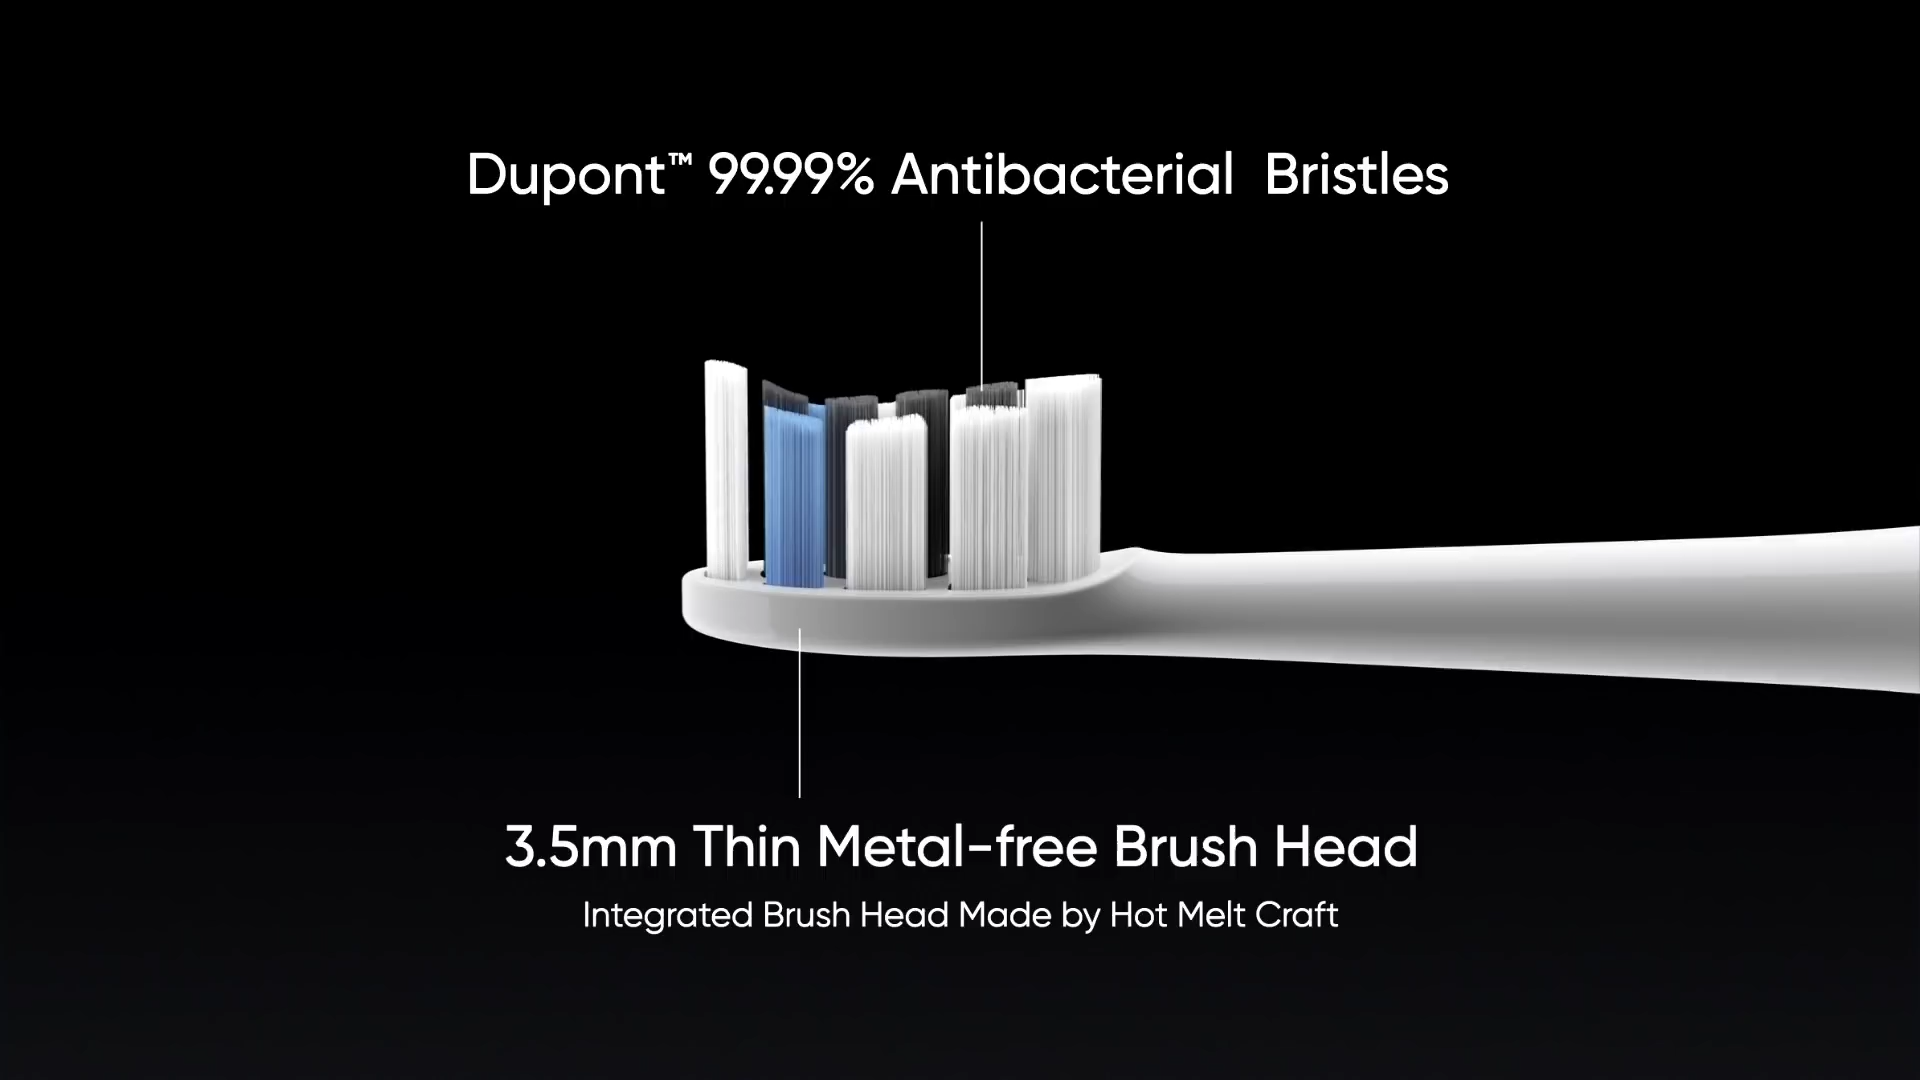 Dupont™ 99.99% Antibacterial  Bristles
3.5mm Thin Metal-free Brush Head
Integrated Brush Head Made by Hot Melt Craft